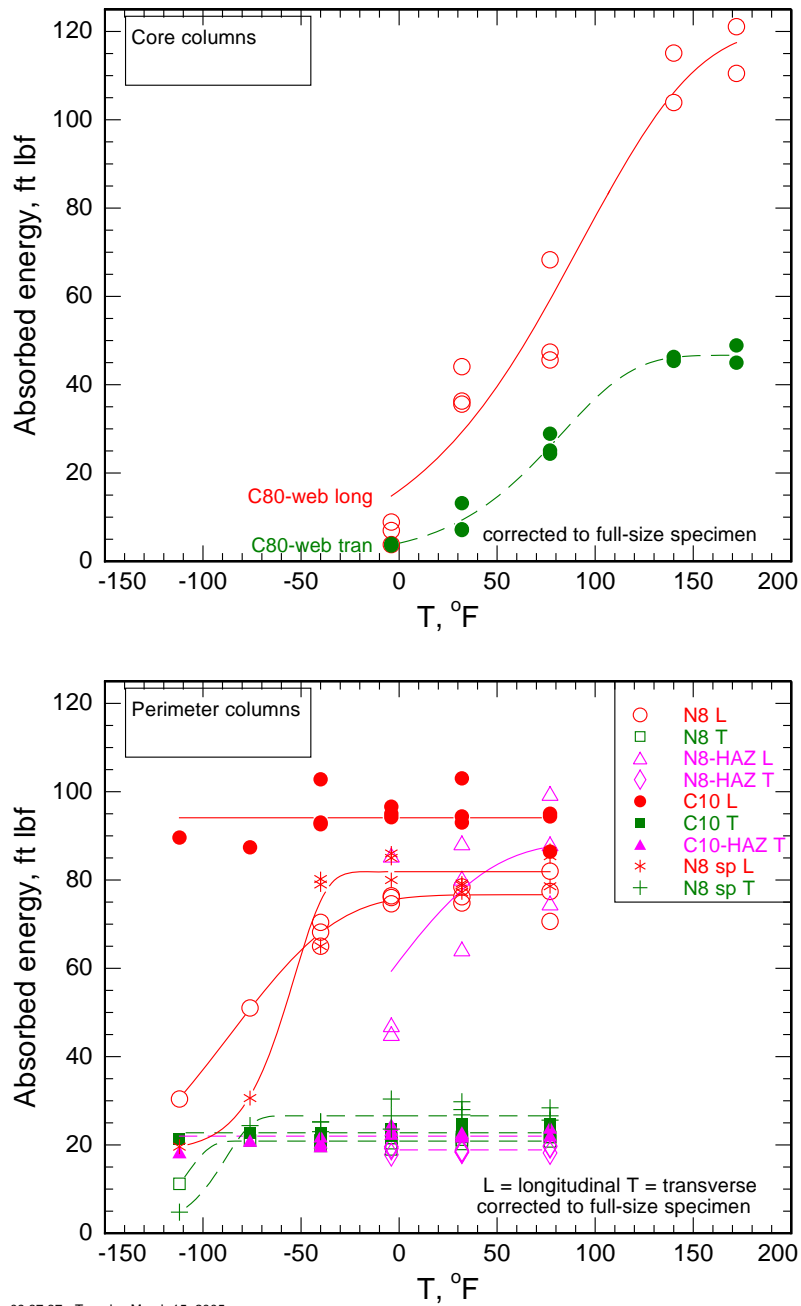 Core columns
120
100
80
60
40
20
0
Absorbed energy, ft lbf
C80-web long
C80-web tran
corrected to full-size specimen
-150 -100 -50 0 50 100 150 200
T, °F
Perimeter columns
120
100
80
60
40
20
0
Absorbed energy, ft lbf
N8 L
N8 T
N8-HAZ L
N8-HAZ T
C10 L
C10 T
C10-HAZ T
N8 sp L
N8 sp T
L = longitudinal T = transverse
corrected to full-size specimen
-150 -100 -50 0 50 100 150 200
T, °F